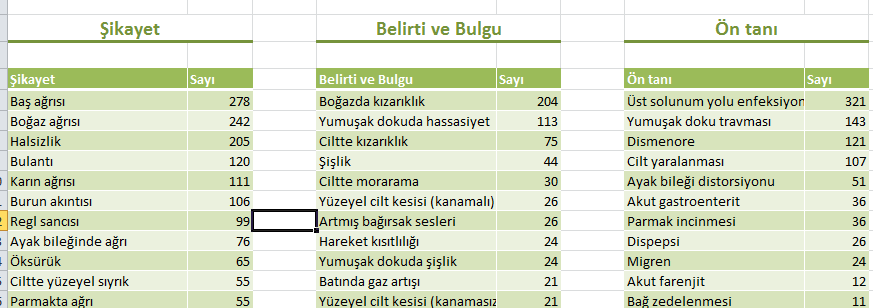 Şikayet Belirti ve Bulgu Ön tanı
Şikayet Sayı Belirti ve Bulgu Sayı Ön tanı Sayı
Baş ağrısı 278 Boğazda kızarıklık 204 Üst solunum yolu enfeksiyon 321
Boğaz ağrısı 242 Yumuşak dokuda hassasiyet 113 Yumuşak doku travması 143
Halsizlik 205 Ciltte kızarıklık 75 Dismenore 121
Bulantı 120 Şişlik 44 Cilt yaralanması 107
Karın ağrısı 111 Ciltte morarama 30 Ayak bileği distorsiyonu 51
Burun akıntısı 106 Yüzeyel cilt kesisi (kanamalı) 26 Akut gastroenterit 36
Regl sancısı 99 Artmış bağırsak sesleri 26 Parmak incinmesi 36
Ayak bileğinde ağrı 76 Hareket kısıtlılığı 24 Dispepsi 26
Öksürük 65 Yumuşak dokuda şişlik 24 Migren 24
Ciltte yüzeyel sıyrık 55 Batında gaz artışı 21 Akut farenjit 12
Parmakta ağrı 55 Yüzeyel cilt kesisi (kanamasız 21 Bağ zedelenmesi 11